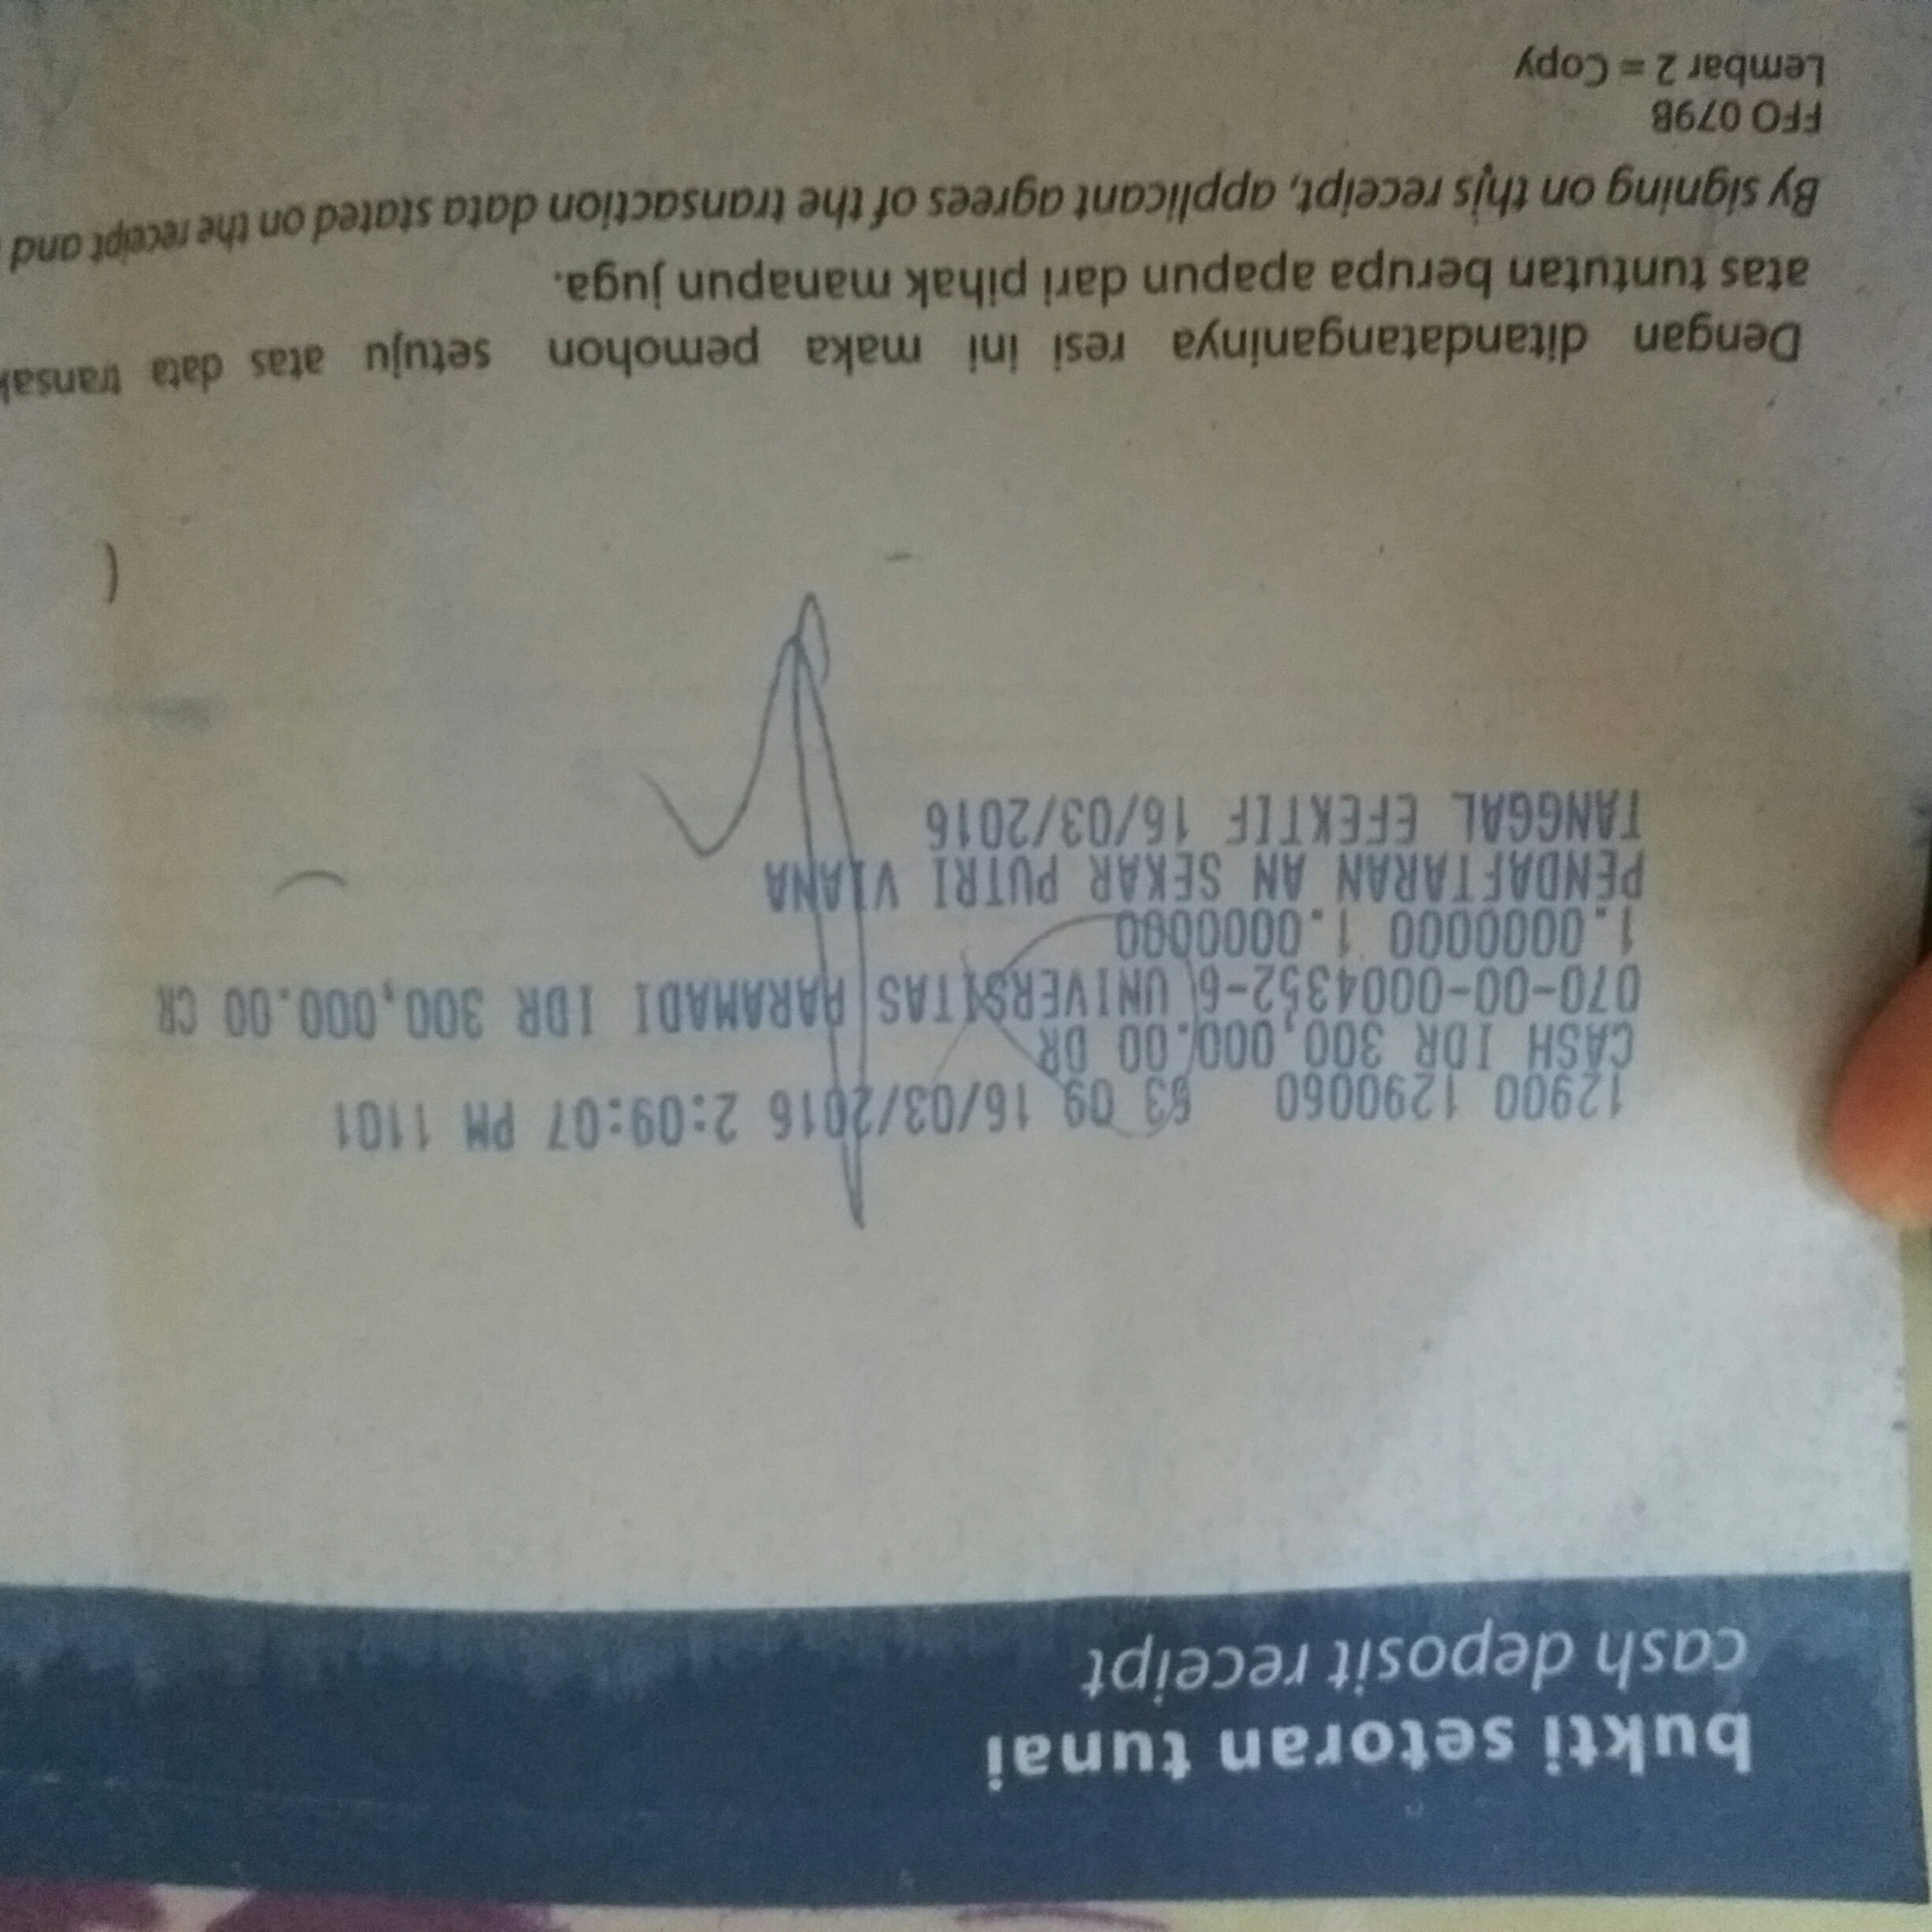 bukti setoran tunai
cash deposit receipt
12900 1290060 63 09 16/03/2016 2:09:07 PM 1101
CASH IDR 300,000.00 DR
070-00-0004352-6 UNIVERSITAS PARAMADI IDR 300,000.00 CR
1.0000000 1.0000000
PENDAFTARAN AN SEKAR PUTRI VIANA
TANGGAL EFEKTIF 16/03/2016
Dengan ditandatanganinya resi ini maka pemohon setuju atas data transak
atas tuntutan berupa apapun dari pihak manapun juga.
By signing on this receipt, applicant agrees of the transaction data stated on the receipt and
FFO 079B
Lembar 2 = Copy